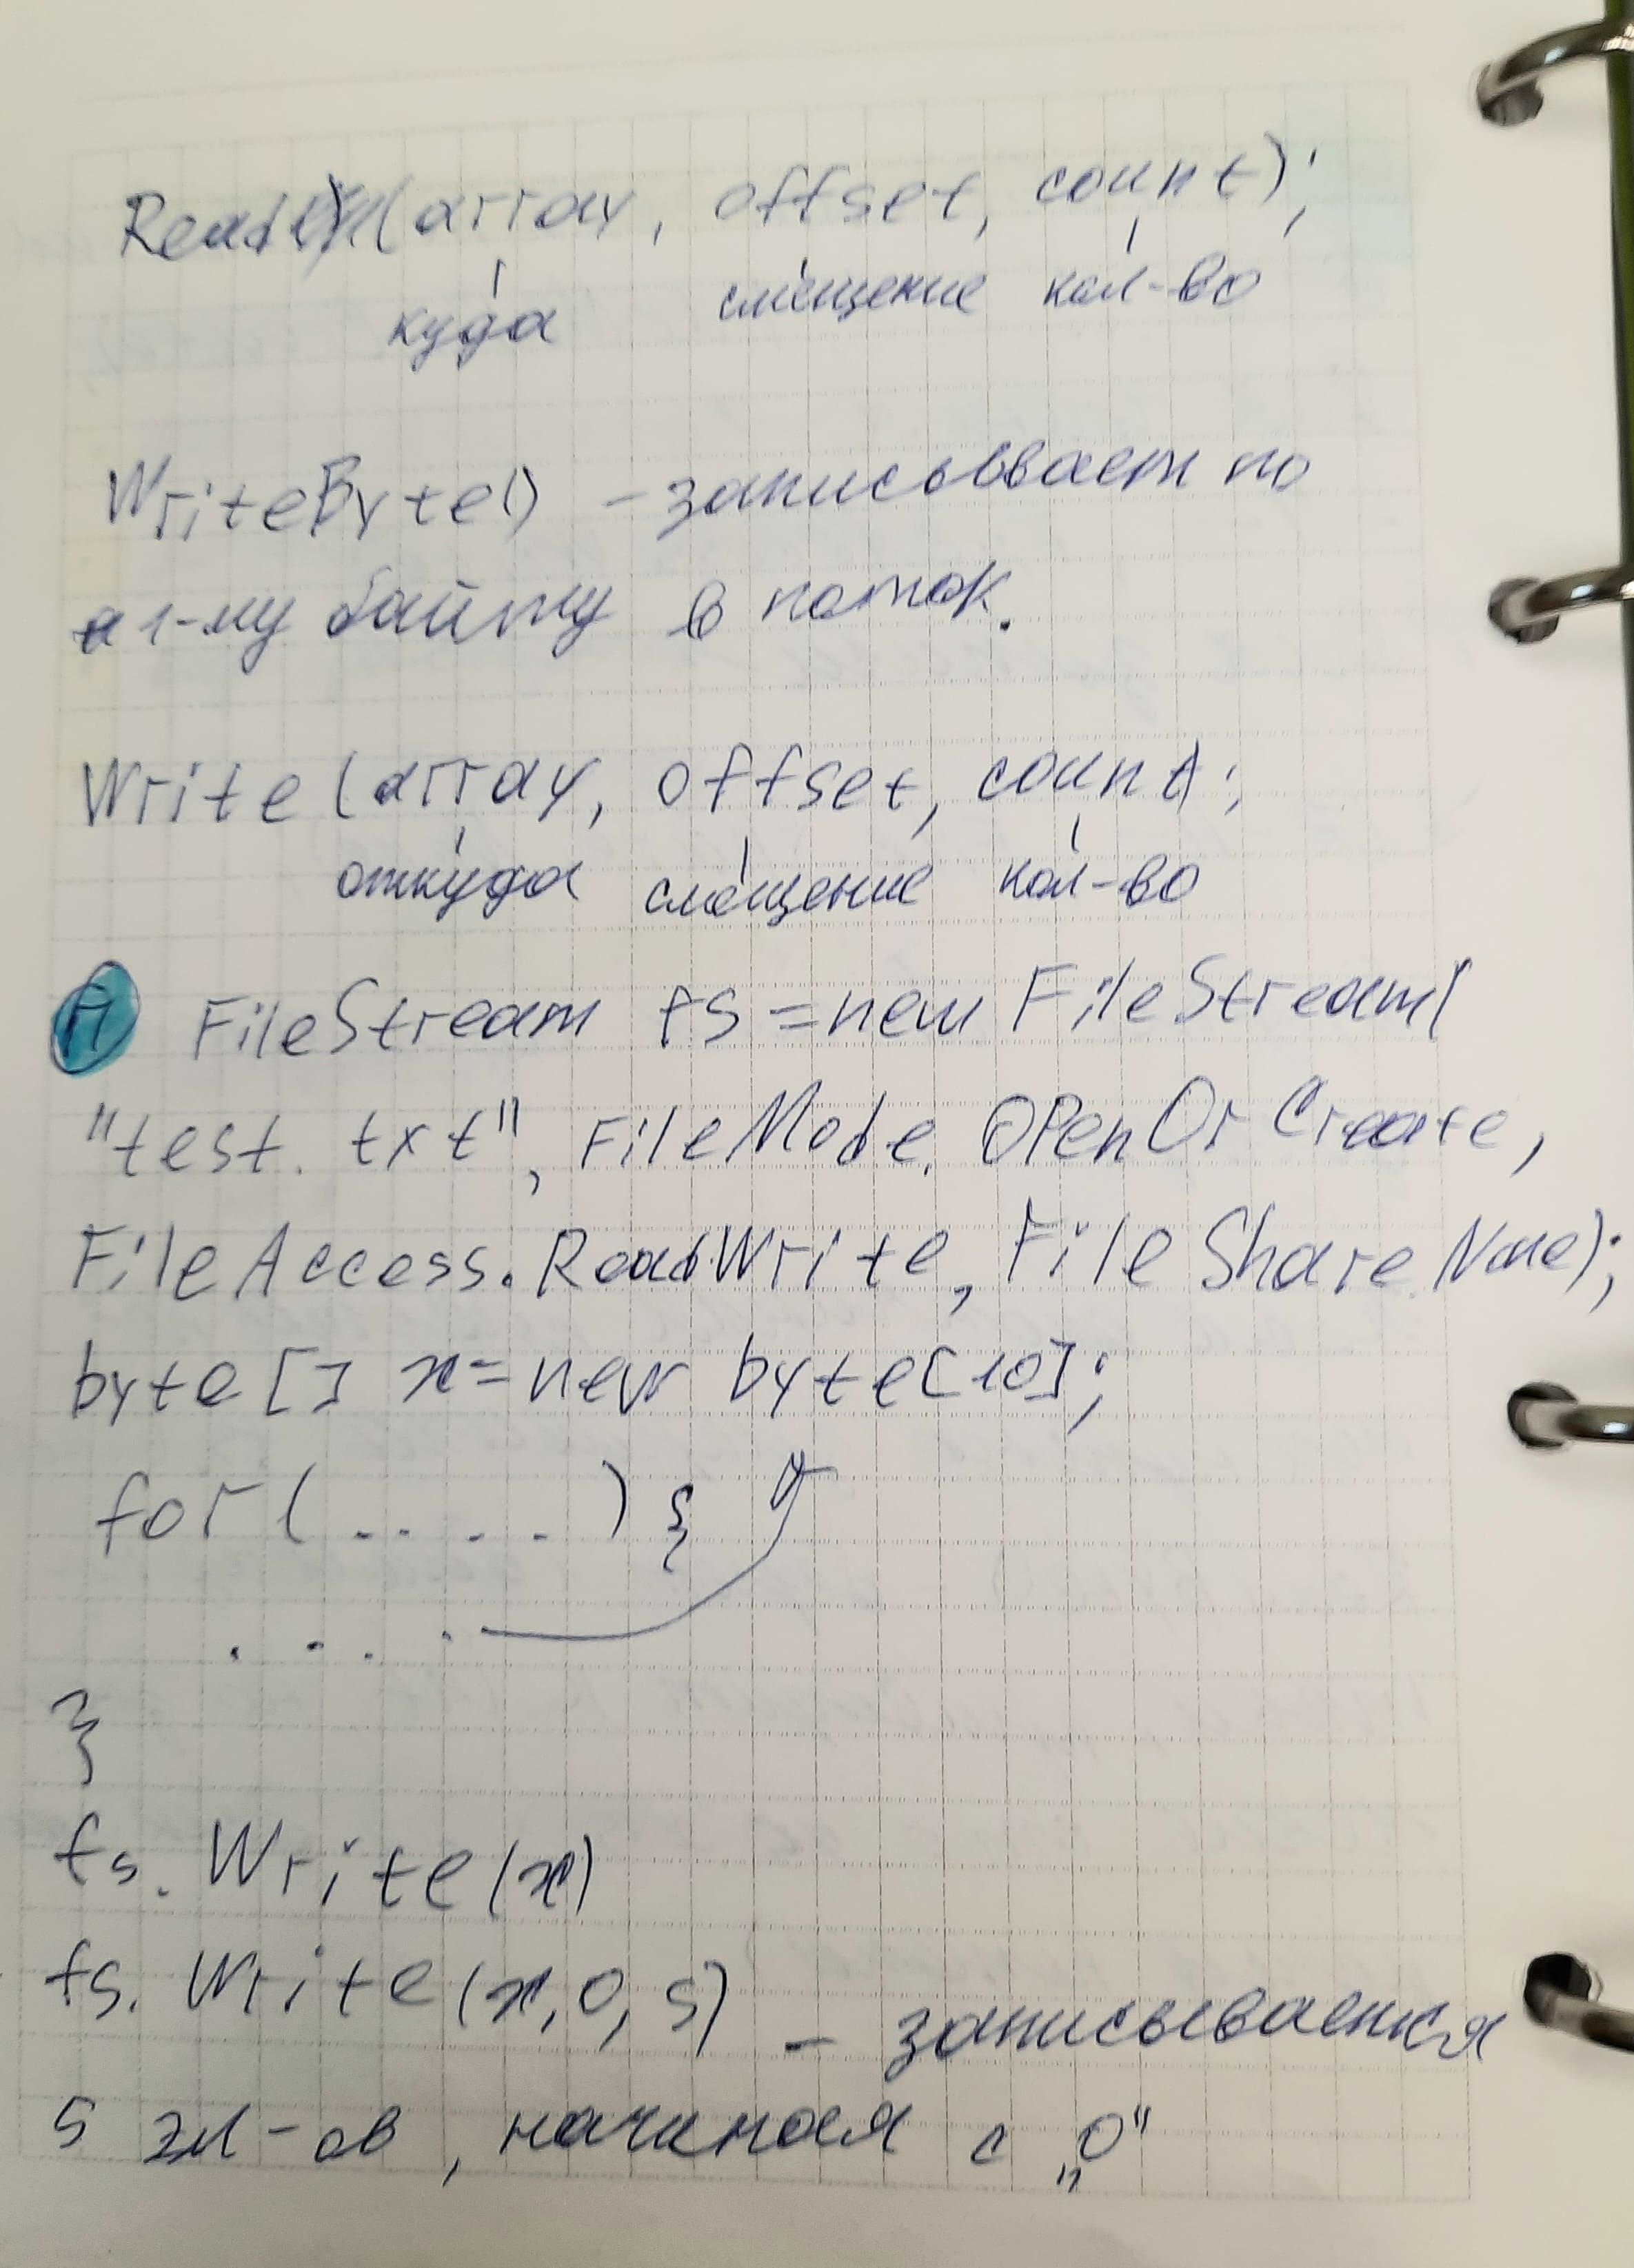 Read(array, offset, count);
куда смещение кол-во
WriteByte() - записывает по
1-му байту в поток.
Write (array, offset, count);
откуда смещение кол-во
П FileStream fs = new FileStream(
"test.txt", FileMode.OpenOrCreate,
FileAccess.ReadWrite, FileShare.None);
byte[] x = new byte[10];
for (.....) {
....
}
fs. Write(x)
fs. Write(x, 0, 5) - записывается
5 эл-ов, начиная с „0"